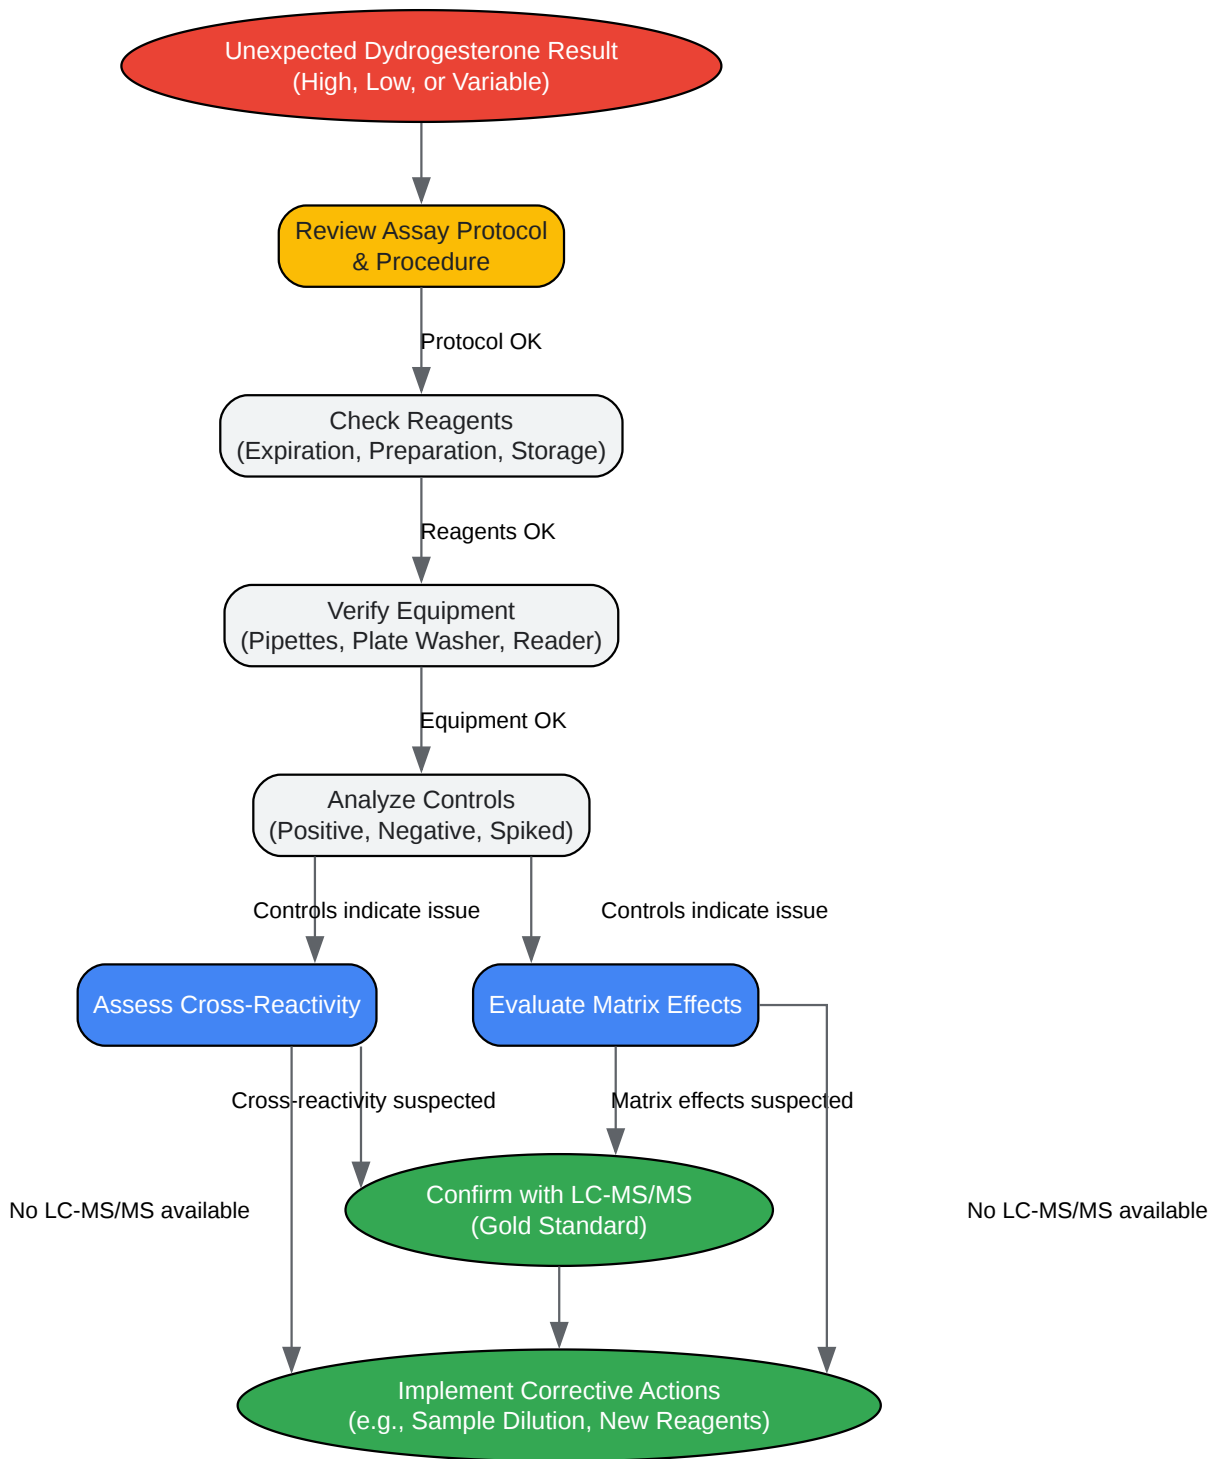 Unexpected Dydrogesterone Result
(High, Low, or Variable)
Review Assay Protocol
& Procedure
Protocol OK
Check Reagents
(Expiration, Preparation, Storage)
Reagents OK
Verify Equipment
(Pipettes, Plate Washer, Reader)
Equipment OK
Analyze Controls
(Positive, Negative, Spiked)
Controls indicate issue
Controls indicate issue
Assess Cross-Reactivity
Evaluate Matrix Effects
Cross-reactivity suspected
Matrix effects suspected
No LC-MS/MS available
Confirm with LC-MS/MS
(Gold Standard)
No LC-MS/MS available
Implement Corrective Actions
(e.g., Sample Dilution, New Reagents)